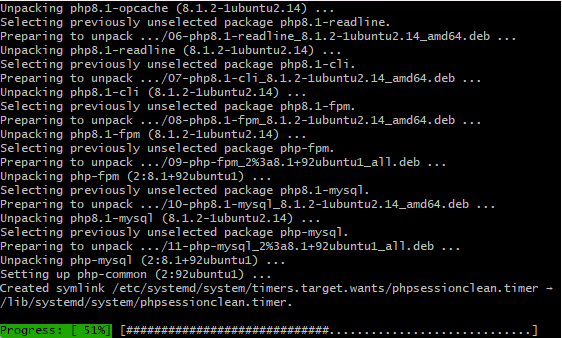 Unpacking php8.1-opcache (8.1.2-1ubuntu2.14) ...
Selecting previously unselected package php8.1-readline.
Preparing to unpack .../06-php8.1-readline_8.1.2-1ubuntu2.14_amd64.deb ...
Unpacking php8.1-readline (8.1.2-1ubuntu2.14) ...
Selecting previously unselected package php8.1-cli.
Preparing to unpack .../07-php8.1-cli_8.1.2-1ubuntu2.14_amd64.deb ...
Unpacking php8.1-cli (8.1.2-1ubuntu2.14) ...
Selecting previously unselected package php8.1-fpm.
Preparing to unpack .../08-php8.1-fpm_8.1.2-1ubuntu2.14_amd64.deb ...
Unpacking php8.1-fpm (8.1.2-1ubuntu2.14) ...
Selecting previously unselected package php-fpm.
Preparing to unpack .../09-php-fpm_2%3a8.1+92ubuntu1_all.deb ...
Unpacking php-fpm (2:8.1+92ubuntu1) ...
Selecting previously unselected package php8.1-mysql.
Preparing to unpack .../10-php8.1-mysql_8.1.2-1ubuntu2.14_amd64.deb ...
Unpacking php8.1-mysql (8.1.2-1ubuntu2.14) ...
Selecting previously unselected package php-mysql.
Preparing to unpack .../11-php-mysql_2%3a8.1+92ubuntu1_all.deb ...
Unpacking php-mysql (2:8.1+92ubuntu1) ...
Setting up php-common (2:92ubuntu1) ...
Created symlink /etc/systemd/system/timers.target.wants/phpsessionclean.timer →
/lib/systemd/system/phpsessionclean.timer.
Progress: [ 51%] [#############################.............................]